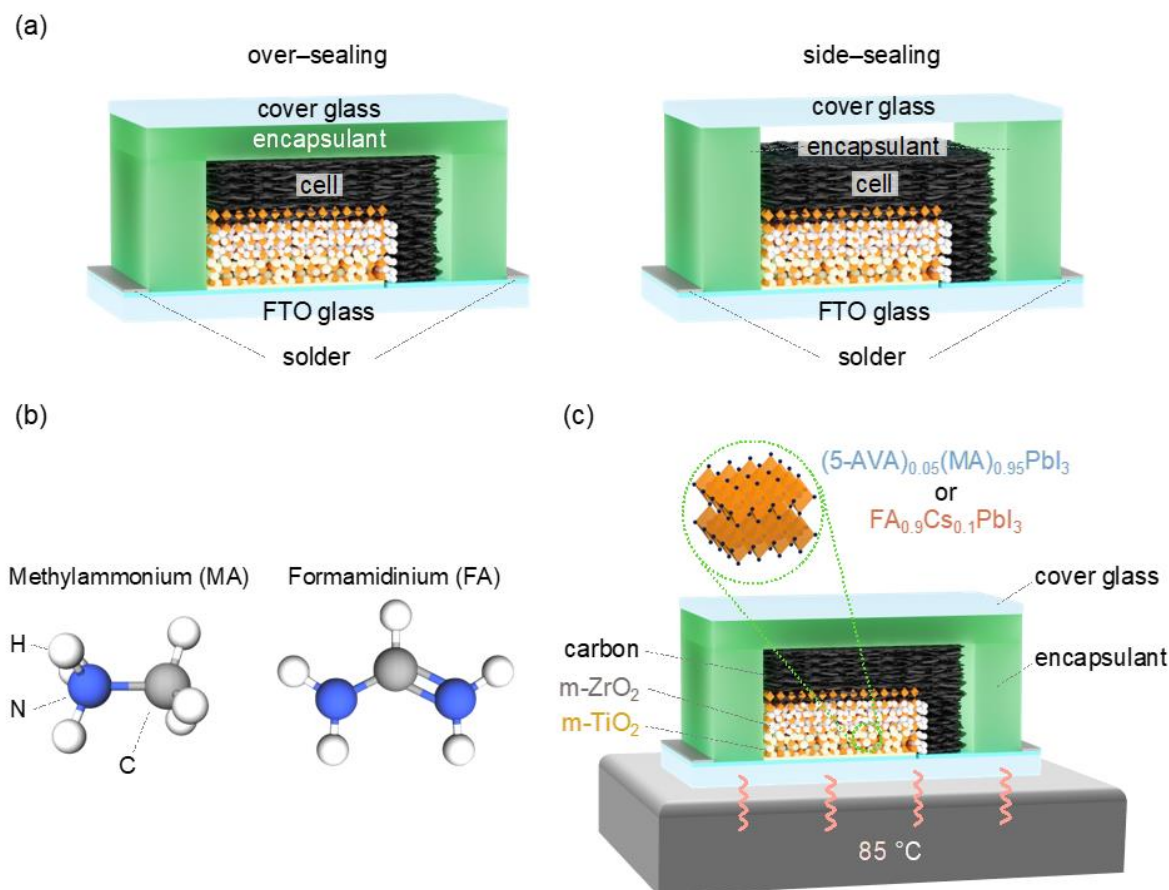 (a)
over–sealing
cover glass
encapsulant
cell
FTO glass
solder
side–sealing
cover glass
encapsulant
cell
FTO glass
solder
(b)
Methylammonium (MA)
H
N
C
Formamidinium (FA)
(c)
(5-AVA)₀.₀₅(MA)₀.₉₅PbI₃
or
FA₀.₉Cs₀.₁PbI₃
cover glass
carbon
encapsulant
m-ZrO₂
m-TiO₂
85 °C